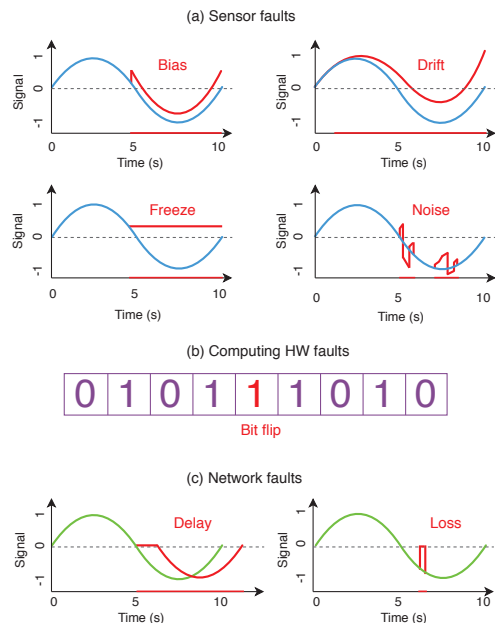 (a) Sensor faults
Signal
1
0
-1
Bias
0
5
10
Time (s)
Signal
1
0
-1
Drift
0
5
10
Time (s)
Signal
1
0
-1
Freeze
0
5
10
Time (s)
Signal
1
0
-1
Noise
0
5
10
Time (s)
(b) Computing HW faults
0 1 0 1 1 1 0 1 0
Bit flip
(c) Network faults
Signal
1
0
-1
Delay
0
5
10
Time (s)
Signal
1
0
-1
Loss
0
5
10
Time (s)